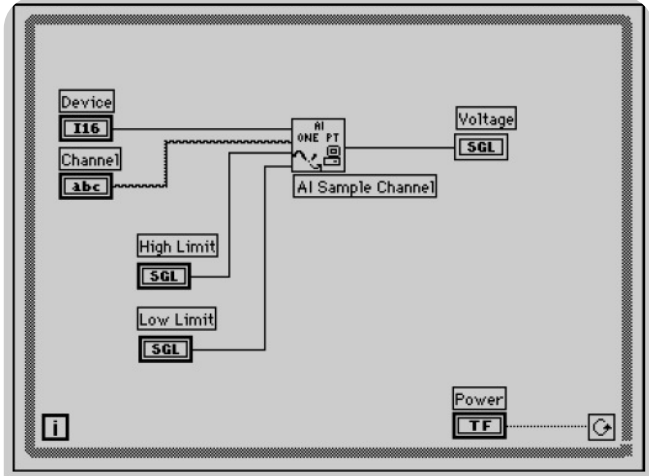 Device
I16
Channel
abc
AI
ONE PT
AI Sample Channel
Voltage
SGL
High Limit
SGL
Low Limit
SGL
Power
TF
i